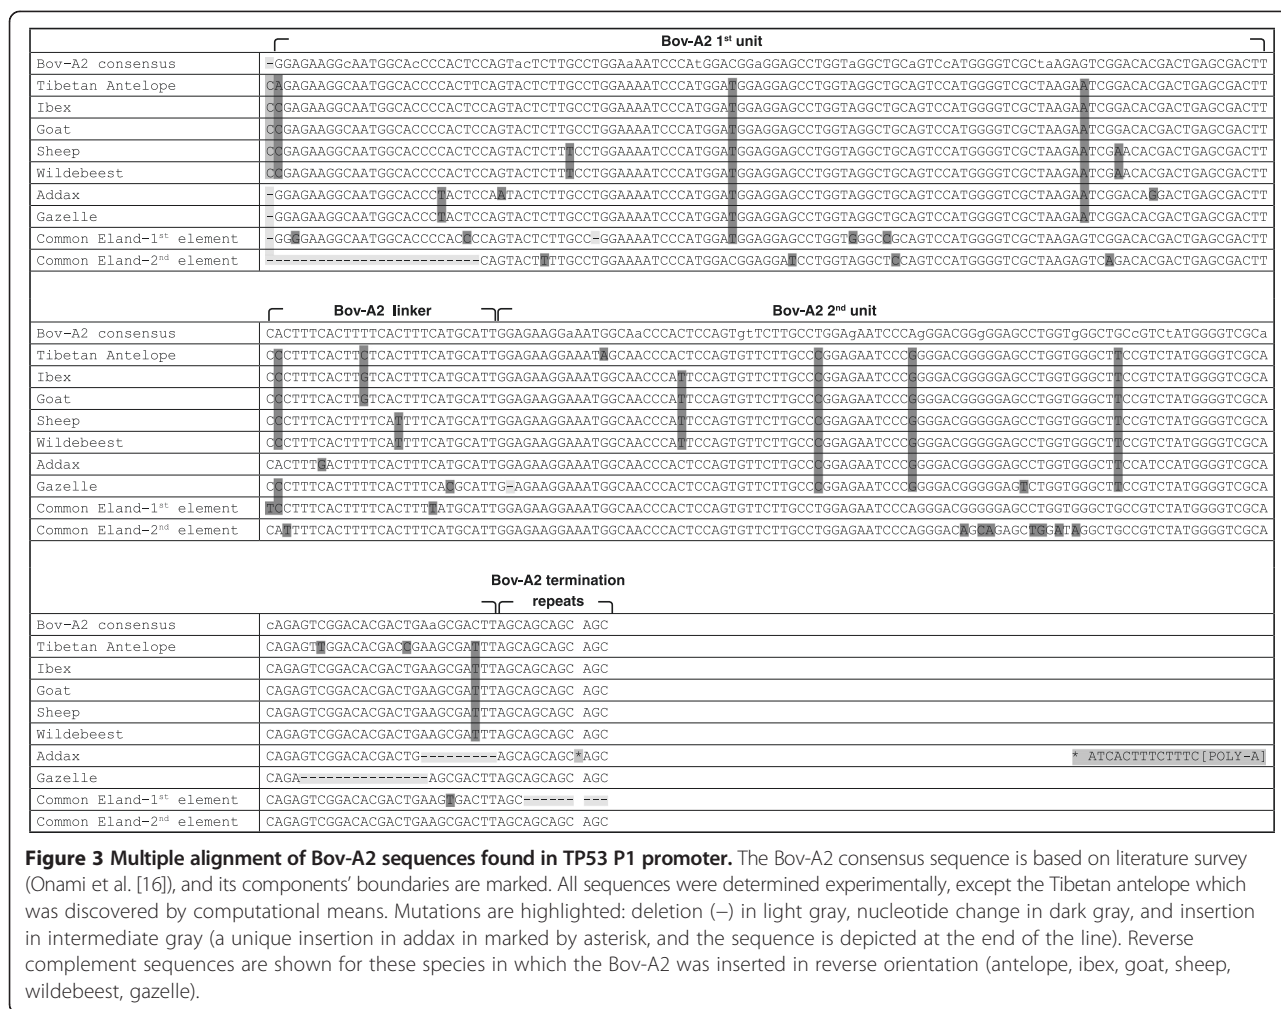 Bov-A2 1st unit
Bov-A2 consensus -GGAGAAGGcAATGGCAcCCCACTCCAGTacTCTTGCCTGGAaAATCCCAtGGACGGaGGAGCCTGGTaGGCTGCAGTCcATGGGGTCGCtaAGAGTCGGACACGACTGAGCGACTT
Tibetan Antelope CAGAGAAGGCAATGGCACCCCACTTCAGTACTCTTGCCTGGAAAATCCCATGGATGGAGGAGCCTGGTAGGCTGCAGTCCATGGGGTCGCTAAGAATCGGACACGACTGAGCGACTT
Ibex CCGAGAAGGCAATGGCACCCCACTCCAGTACTCTTGCCTGGAAAATCCCATGGATGGAGGAGCCTGGTAGGCTGCAGTCCATGGGGTCGCTAAGAATCGGACACGACTGAGCGACTT
Goat CCGAGAAGGCAATGGCACCCCACTCCAGTACTCTTGCCTGGAAAATCCCATGGATGGAGGAGCCTGGTAGGCTGCAGTCCATGGGGTCGCTAAGAATCGGACACGACTGAGCGACTT
Sheep CCGAGAAGGCAATGGCACCCCACTCCAGTACTCTTTCCTGGAAAATCCCATGGATGGAGGAGCCTGGTAGGCTGCAGTCCATGGGGTCGCTAAGAATCGAACACGACTGAGCGACTT
Wildebeest CCGAGAAGGCAATGGCACCCCACTCCAGTACTCTTTCCTGGAAAATCCCATGGATGGAGGAGCCTGGTAGGCTGCAGTCCATGGGGTCGCTAAGAATCGAACACGACTGAGCGACTT
Addax -GGAGAAGGCAATGGCACCCTACTCCAATACTCTTGCCTGGAAAATCCCATGGATGGAGGAGCCTGGTAGGCTGCAGTCCATGGGGTCGCTAAGAATCGGACAGGACTGAGCGACTT
Gazelle -GGAGAAGGCAATGGCACCCTACTCCAGTACTCTTGCCTGGAAAATCCCATGGATGGAGGAGCCTGGTAGGCTGCAGTCCATGGGGTCGCTAAGAATCGGACACGACTGAGCGACTT
Common Eland-1st element -GGGGAAGGCAATGGCACCCCACCCCAGTACTCTTGCC-GGAAAATCCCATGGATGGAGGAGCCTGGTGGGCCGCAGTCCATGGGGTCGCTAAGAGTCGGACACGACTGAGCGACTT
Common Eland-2nd element -------------------------CAGTACTTTTGCCTGGAAAATCCCATGGACGGAGGATCCTGGTAGGCTCCAGTCCATGGGGTCGCTAAGAGTCAGACACGACTGAGCGACTT
Bov-A2 linker Bov-A2 2nd unit
Bov-A2 consensus CACTTTCACTTTTCACTTTCATGCATTGGAGAAGGaAATGGCAaCCCACTCCAGTgtTCTTGCCTGGAgAATCCCAgGGACGGgGGAGCCTGGTgGGCTGCcGTCtATGGGGTCGCa
Tibetan Antelope CCCTTTCACTTCTCACTTTCATGCATTGGAGAAGGAAATAGCAACCCACTCCAGTGTTCTTGCCCGGAGAATCCCGGGGACGGGGGAGCCTGGTGGGCTTCCGTCTATGGGGTCGCA
Ibex CCCTTTCACTTGTCACTTTCATGCATTGGAGAAGGAAATGGCAACCCATTCCAGTGTTCTTGCCCGGAGAATCCCGGGGACGGGGGAGCCTGGTGGGCTTCCGTCTATGGGGTCGCA
Goat CCCTTTCACTTGTCACTTTCATGCATTGGAGAAGGAAATGGCAACCCATTCCAGTGTTCTTGCCCGGAGAATCCCGGGGACGGGGGAGCCTGGTGGGCTTCCGTCTATGGGGTCGCA
Sheep CCCTTTCACTTTTCATTTTCATGCATTGGAGAAGGAAATGGCAACCCATTCCAGTGTTCTTGCCCGGAGAATCCCGGGGACGGGGGAGCCTGGTGGGCTTCCGTCTATGGGGTCGCA
Wildebeest CCCTTTCACTTTTCATTTTCATGCATTGGAGAAGGAAATGGCAACCCATTCCAGTGTTCTTGCCCGGAGAATCCCGGGGACGGGGGAGCCTGGTGGGCTTCCGTCTATGGGGTCGCA
Addax CACTTTGACTTTTCACTTTCATGCATTGGAGAAGGAAATGGCAACCCACTCCAGTGTTCTTGCCCGGAGAATCCCGGGGACGGGGGAGCCTGGTGGGCTTCCATCCATGGGGTCGCA
Gazelle CCCTTTCACTTTTCACTTTCACGCATTG-AGAAGGAAATGGCAACCCACTCCAGTGTTCTTGCCCGGAGAATCCCGGGGACGGGGGAGTCTGGTGGGCTTCCGTCTATGGGGTCGCA
Common Eland-1st element TCCTTTCACTTTTCACTTTTATGCATTGGAGAAGGAAATGGCAACCCACTCCAGTGTTCTTGCCTGGAGAATCCCAGGGACGGGGGAGCCTGGTGGGCTGCCGTCTATGGGGTCGCA
Common Eland-2nd element CATTTTCACTTTTCACTTTCATGCATTGGAGAAGGAAATGGCAACCCACTCCAGTGTTCTTGCCTGGAGAATCCCAGGGACAGCAGAGCTGGATAGGCTGCCGTCTATGGGGTCGCA
Bov-A2 termination
repeats
Bov-A2 consensus cAGAGTCGGACACGACTGAaGCGACTTAGCAGCAGC AGC
Tibetan Antelope CAGAGTTGGACACGACCGAAGCGATTTAGCAGCAGC AGC
Ibex CAGAGTCGGACACGACTGAAGCGATTTAGCAGCAGC AGC
Goat CAGAGTCGGACACGACTGAAGCGATTTAGCAGCAGC AGC
Sheep CAGAGTCGGACACGACTGAAGCGATTTAGCAGCAGC AGC
Wildebeest CAGAGTCGGACACGACTGAAGCGATTTAGCAGCAGC AGC
Addax CAGAGTCGGACACGACTG---------AGCAGCAGC*AGC * ATCACTTTCTTTC[POLY-A]
Gazelle CAGA---------------AGCGACTTAGCAGCAGC AGC
Common Eland-1st element CAGAGTCGGACACGACTGAAGTGACTTAGC------ ---
Common Eland-2nd element CAGAGTCGGACACGACTGAAGCGACTTAGCAGCAGC AGC
Figure 3 Multiple alignment of Bov-A2 sequences found in TP53 P1 promoter. The Bov-A2 consensus sequence is based on literature survey
(Onami et al. [16]), and its components' boundaries are marked. All sequences were determined experimentally, except the Tibetan antelope which
was discovered by computational means. Mutations are highlighted: deletion (−) in light gray, nucleotide change in dark gray, and insertion
in intermediate gray (a unique insertion in addax in marked by asterisk, and the sequence is depicted at the end of the line). Reverse
complement sequences are shown for these species in which the Bov-A2 was inserted in reverse orientation (antelope, ibex, goat, sheep,
wildebeest, gazelle).